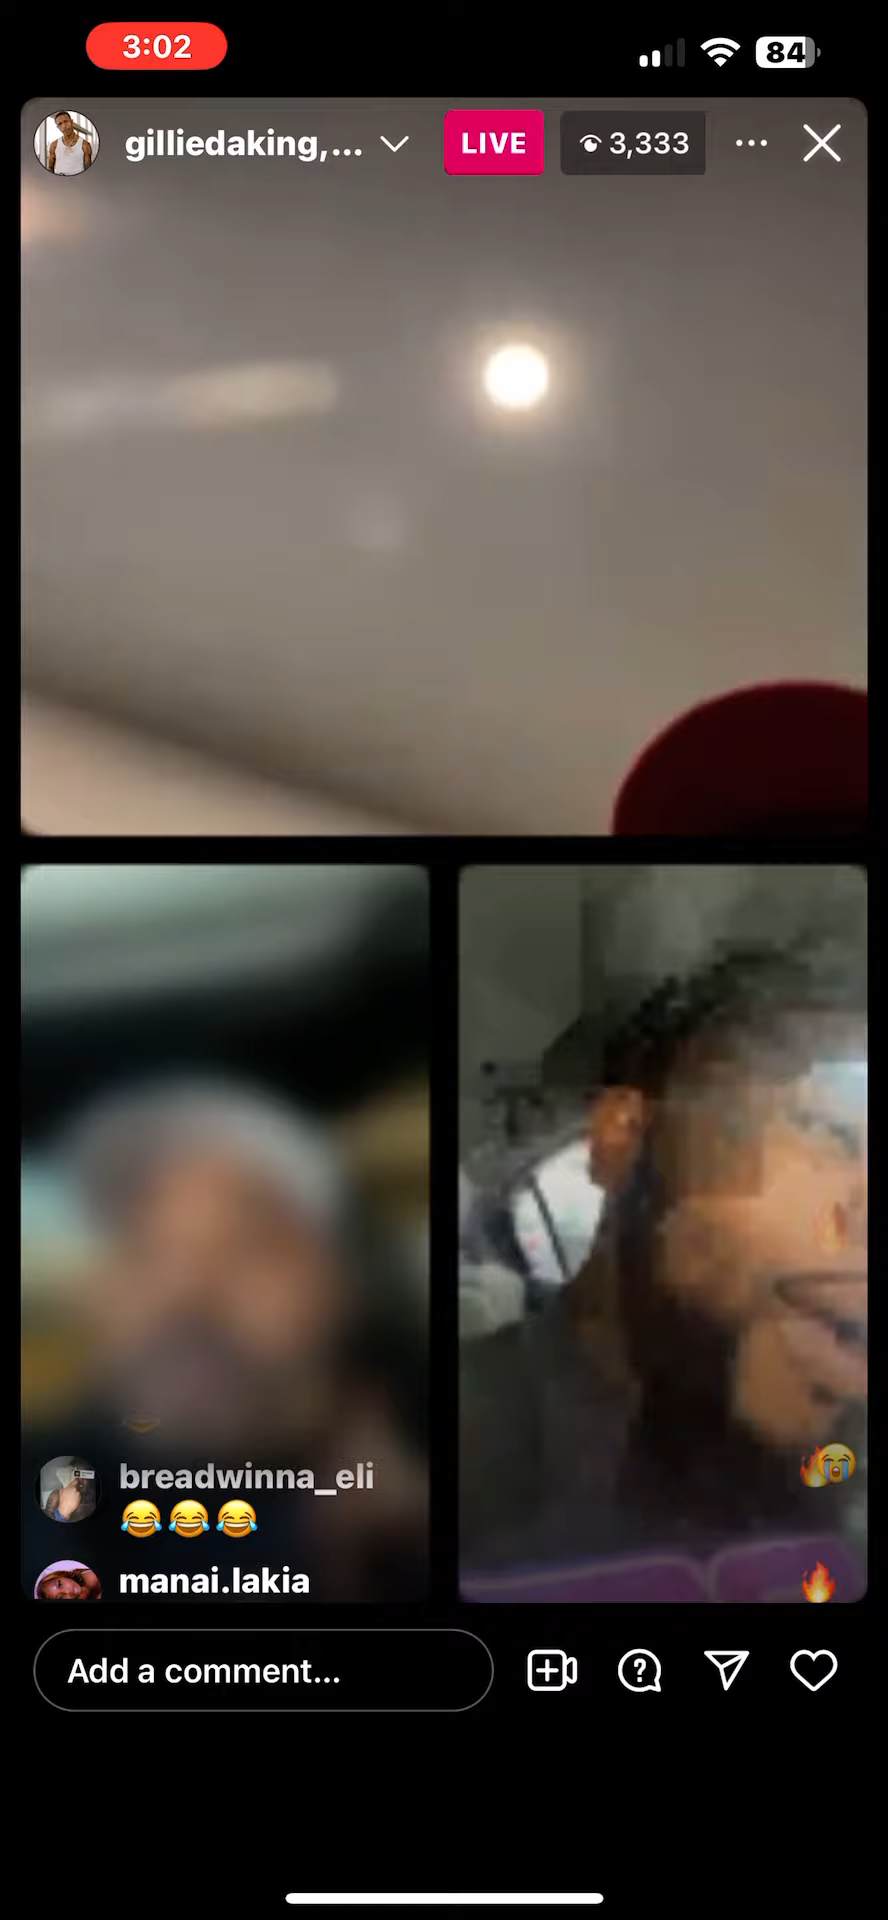 3:02
84
gilliedaking,...
LIVE
3,333
breadwinna_eli
😂😂😂
manai.lakia
Add a comment...